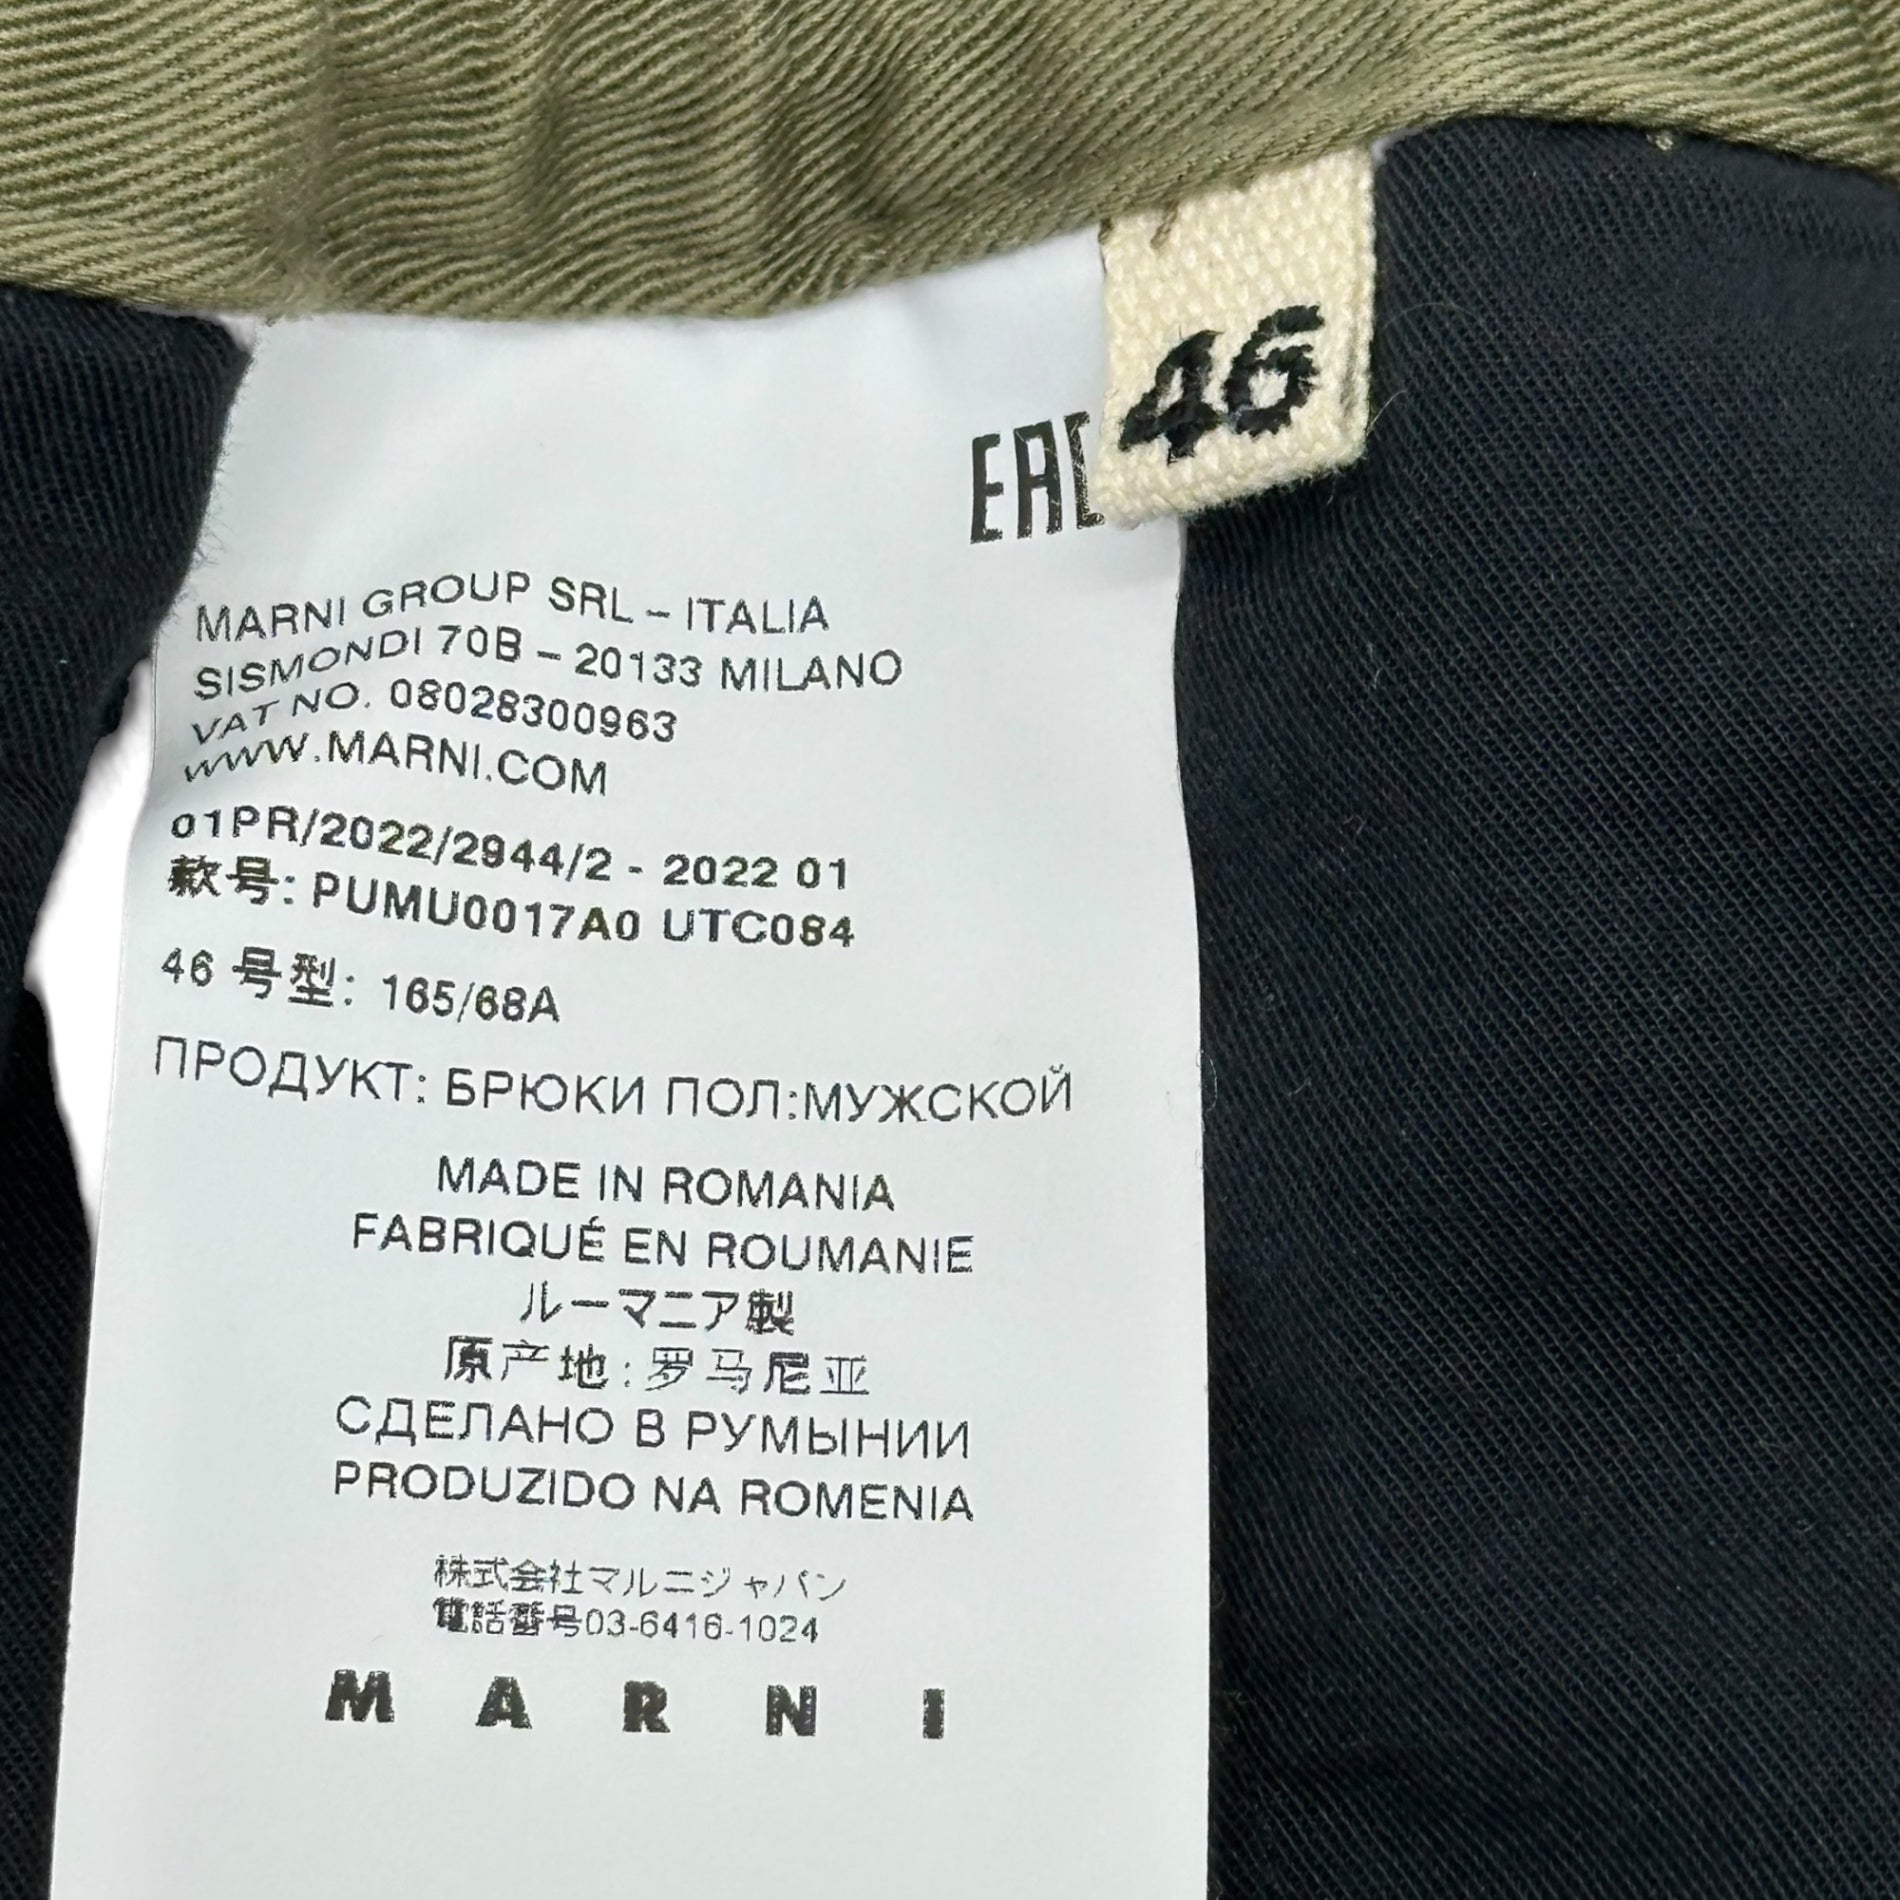 46
EAC
MARNI GROUP SRL – ITALIA
SISMONDI 70B – 20133 MILANO
VAT NO. 08028300963
WWW.MARNI.COM
01PR/2022/2944/2 - 2022 01
款号: PUMU0017A0 UTC084
46 号型: 165/68A
ПРОДУКТ: БРЮКИ ПОЛ:МУЖСКОЙ
MADE IN ROMANIA
FABRIQUÉ EN ROUMANIE
ルーマニア製
原产地: 罗马尼亚
СДЕЛАНО В РУМЫНИИ
PRODUZIDO NA ROMENIA
株式会社マルニジャパン
電話番号03-6416-1024
MARNI